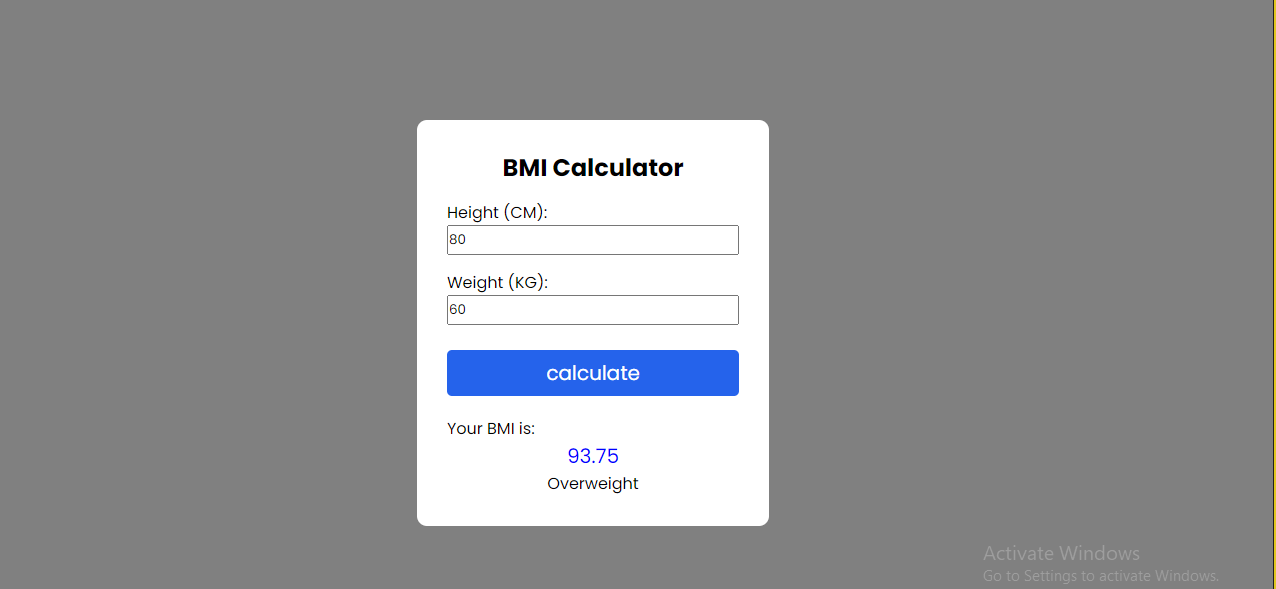 BMI Calculator
Height (CM):
80
Weight (KG):
60
calculate
Your BMI is:
93.75
Overweight
Activate Windows
Go to Settings to activate Windows.